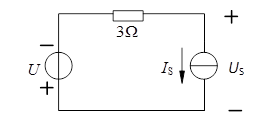 − +
3Ω
U I_S U_S
+ −